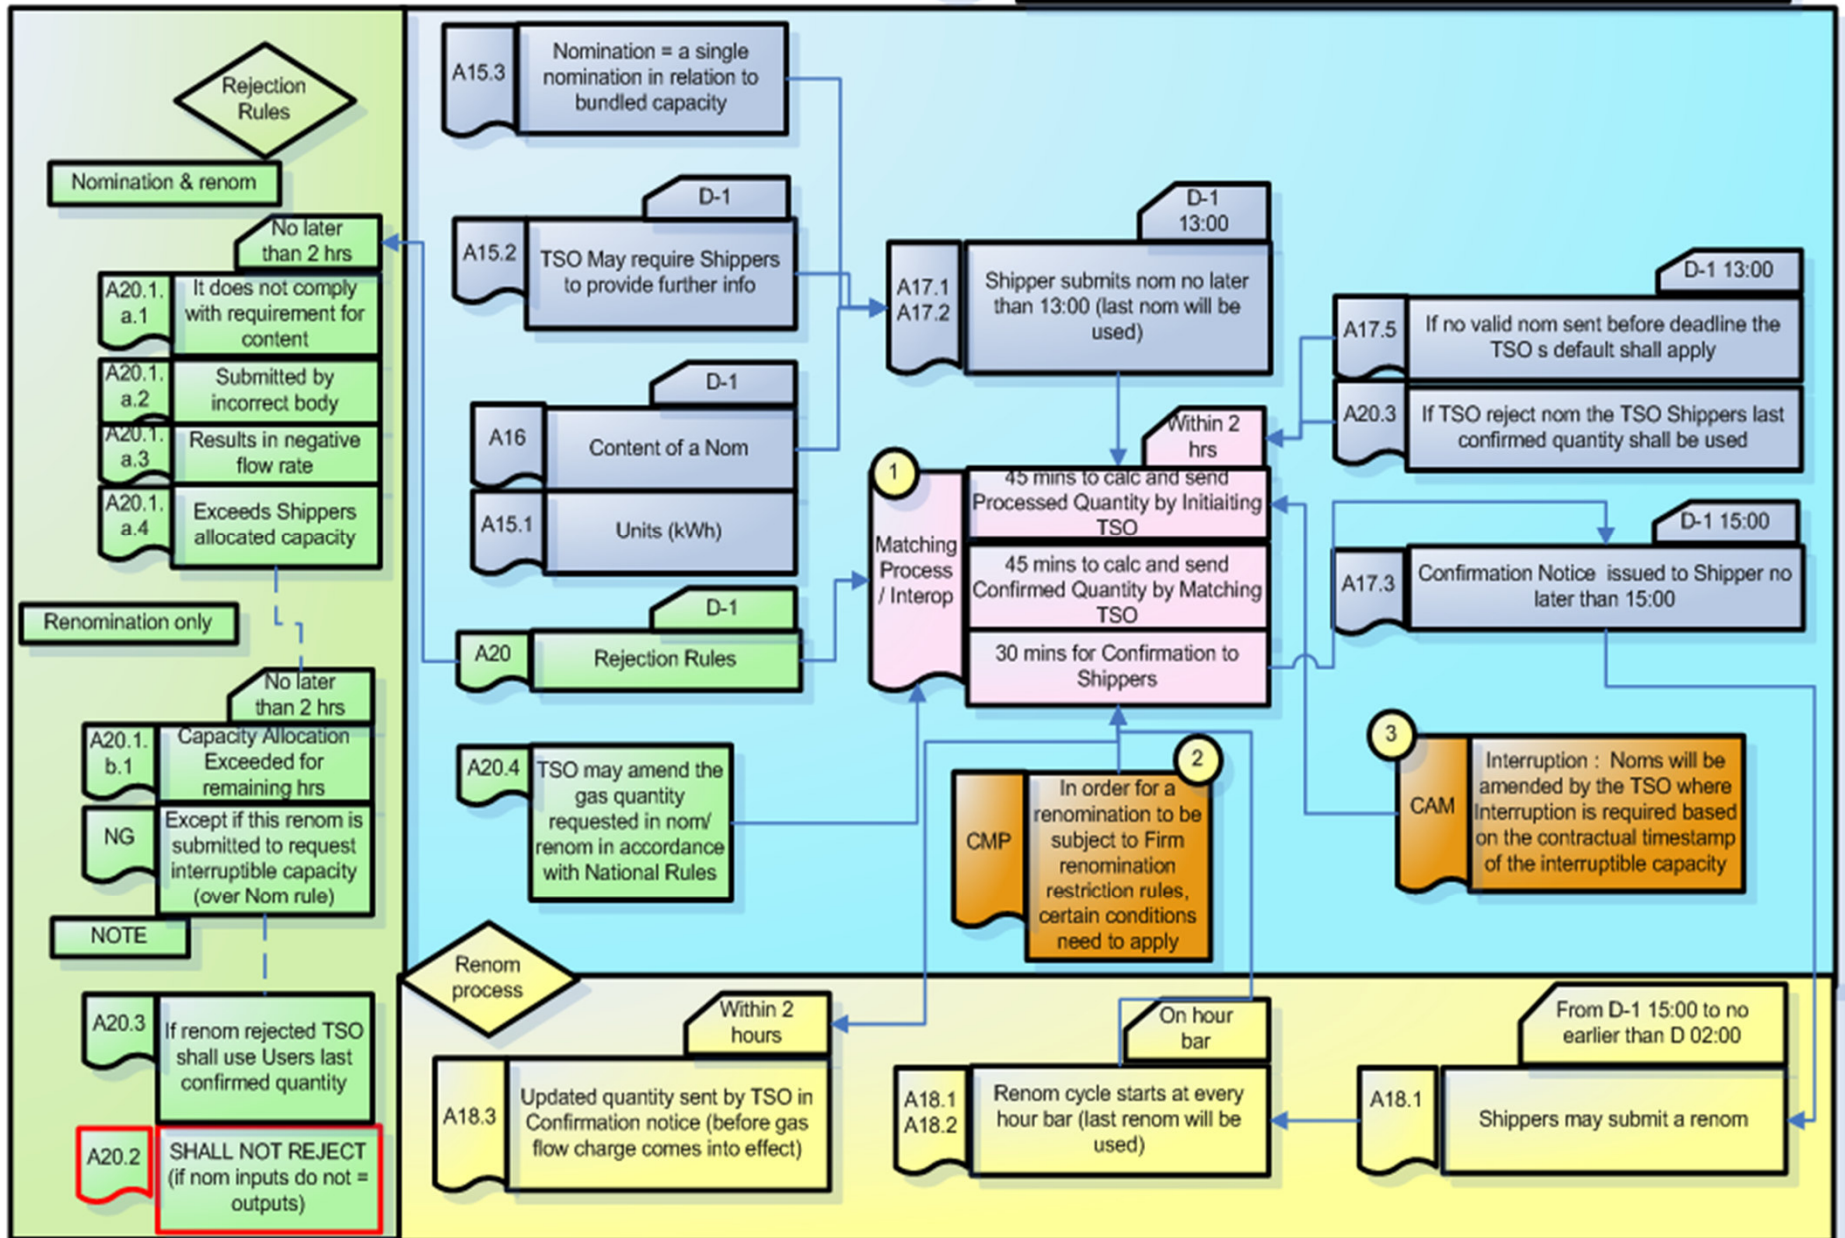 Rejection
Rules
Nomination & renom
No later
than 2 hrs
A20.1.
a.1
It does not comply
with requirement for
content
A20.1.
a.2
Submitted by
incorrect body
A20.1.
a.3
Results in negative
flow rate
A20.1.
a.4
Exceeds Shippers
allocated capacity
Renomination only
No later
than 2 hrs
A20.1.
b.1
Capacity Allocation
Exceeded for
remaining hrs
NG
Except if this renom is
submitted to request
interruptible capacity
(over Nom rule)
NOTE
A20.3
If renom rejected TSO
shall use Users last
confirmed quantity
A20.2
SHALL NOT REJECT
(if nom inputs do not =
outputs)
A15.3
Nomination = a single
nomination in relation to
bundled capacity
D-1
A15.2
TSO May require Shippers
to provide further info
D-1
A16
Content of a Nom
A15.1
Units (kWh)
D-1
A20
Rejection Rules
A20.4
TSO may amend the
gas quantity
requested in nom/
renom in accordance
with National Rules
D-1
13:00
A17.1
A17.2
Shipper submits nom no later
than 13:00 (last nom will be
used)
Within 2
hrs
1
Matching
Process
/ Interop
45 mins to calc and send
Processed Quantity by Initiaiting
TSO
45 mins to calc and send
Confirmed Quantity by Matching
TSO
30 mins for Confirmation to
Shippers
D-1 13:00
A17.5
If no valid nom sent before deadline the
TSO s default shall apply
A20.3
If TSO reject nom the TSO Shippers last
confirmed quantity shall be used
D-1 15:00
A17.3
Confirmation Notice issued to Shipper no
later than 15:00
2
CMP
In order for a
renomination to be
subject to Firm
renomination
restriction rules,
certain conditions
need to apply
3
CAM
Interruption : Noms will be
amended by the TSO where
Interruption is required based
on the contractual timestamp
of the interruptible capacity
Renom
process
Within 2
hours
A18.3
Updated quantity sent by TSO in
Confirmation notice (before gas
flow charge comes into effect)
On hour
bar
A18.1
A18.2
Renom cycle starts at every
hour bar (last renom will be
used)
From D-1 15:00 to no
earlier than D 02:00
A18.1
Shippers may submit a renom